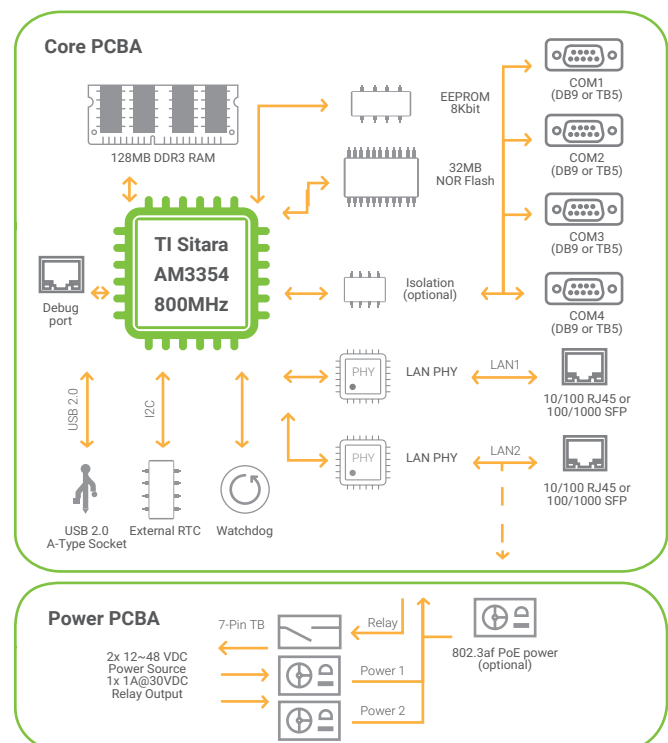 Core PCBA
128MB DDR3 RAM
EEPROM
8Kbit
32MB
NOR Flash
COM1
(DB9 or TB5)
COM2
(DB9 or TB5)
COM3
(DB9 or TB5)
COM4
(DB9 or TB5)
TI Sitara
AM3354
800MHz
Debug
port
Isolation
(optional)
PHY
LAN PHY
LAN1
10/100 RJ45 or
100/1000 SFP
PHY
LAN PHY
LAN2
10/100 RJ45 or
100/1000 SFP
USB 2.0
I2C
USB 2.0
A-Type Socket
External RTC
Watchdog
Power PCBA
7-Pin TB
Relay
2x 12~48 VDC
Power Source
1x 1A@30VDC
Relay Output
Power 1
Power 2
802.3af PoE power
(optional)